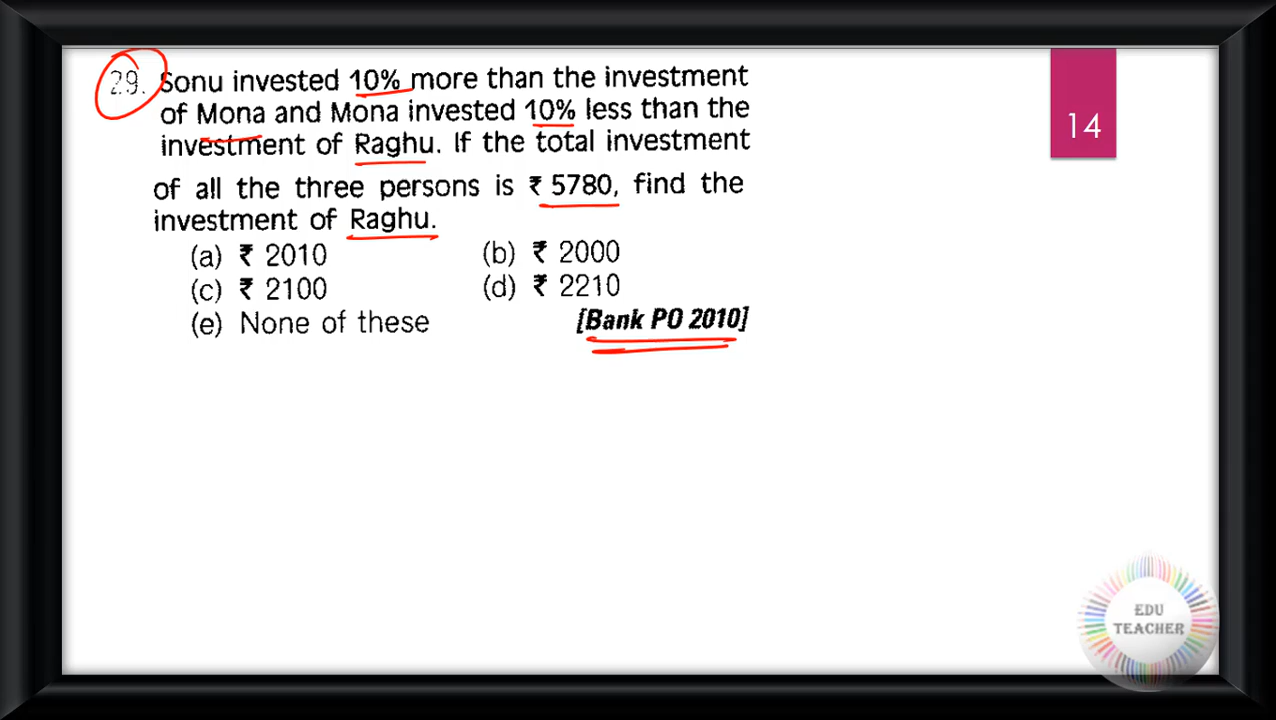 29. Sonu invested 10% more than the investment
of Mona and Mona invested 10% less than the
investment of Raghu. If the total investment
of all the three persons is ₹ 5780, find the
investment of Raghu.
(a) ₹ 2010 (b) ₹ 2000
(c) ₹ 2100 (d) ₹ 2210
(e) None of these [Bank PO 2010]
14
EDU
TEACHER